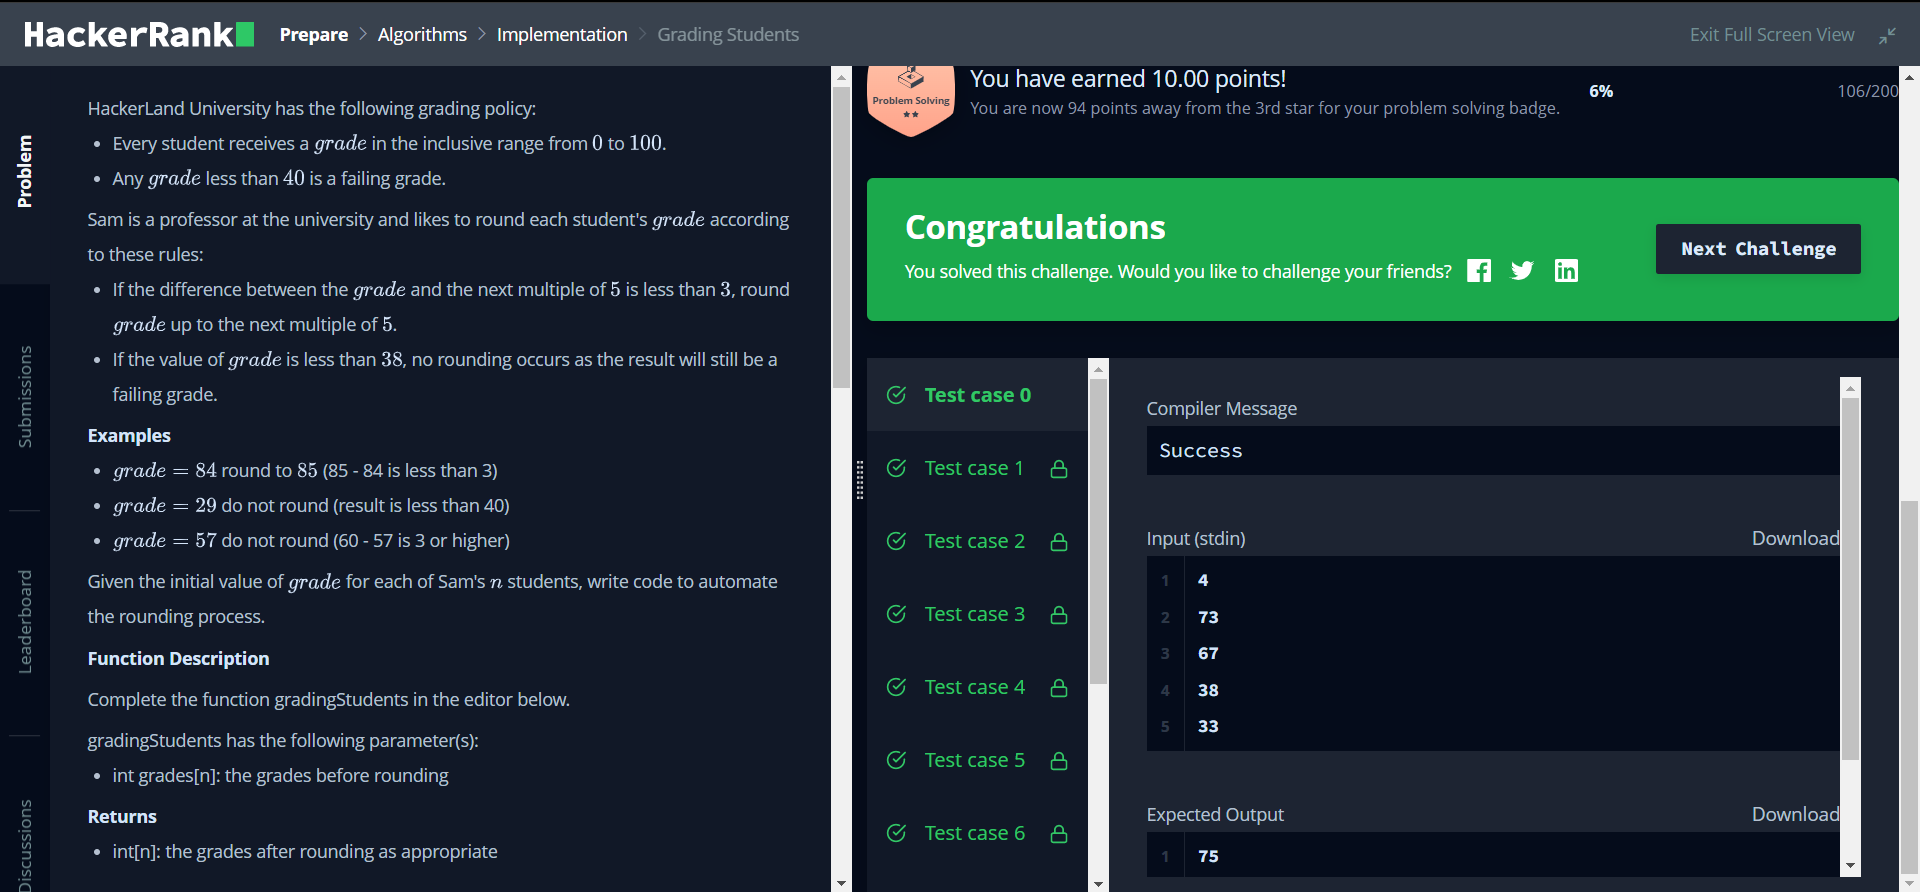 HackerRank
Prepare > Algorithms > Implementation > Grading Students
Exit Full Screen View
Problem
Submissions
Leaderboard
Discussions
HackerLand University has the following grading policy:
• Every student receives a grade in the inclusive range from 0 to 100.
• Any grade less than 40 is a failing grade.
Sam is a professor at the university and likes to round each student's grade according
to these rules:
• If the difference between the grade and the next multiple of 5 is less than 3, round
grade up to the next multiple of 5.
• If the value of grade is less than 38, no rounding occurs as the result will still be a
failing grade.
Examples
• grade = 84 round to 85 (85 - 84 is less than 3)
• grade = 29 do not round (result is less than 40)
• grade = 57 do not round (60 - 57 is 3 or higher)
Given the initial value of grade for each of Sam's n students, write code to automate
the rounding process.
Function Description
Complete the function gradingStudents in the editor below.
gradingStudents has the following parameter(s):
• int grades[n]: the grades before rounding
Returns
• int[n]: the grades after rounding as appropriate
Problem Solving
You have earned 10.00 points!
You are now 94 points away from the 3rd star for your problem solving badge.
6%
106/200
Congratulations
You solved this challenge. Would you like to challenge your friends?
Next Challenge
Test case 0
Test case 1
Test case 2
Test case 3
Test case 4
Test case 5
Test case 6
Compiler Message
Success
Input (stdin)
Download
1 4
2 73
3 67
4 38
5 33
Expected Output
Download
1 75